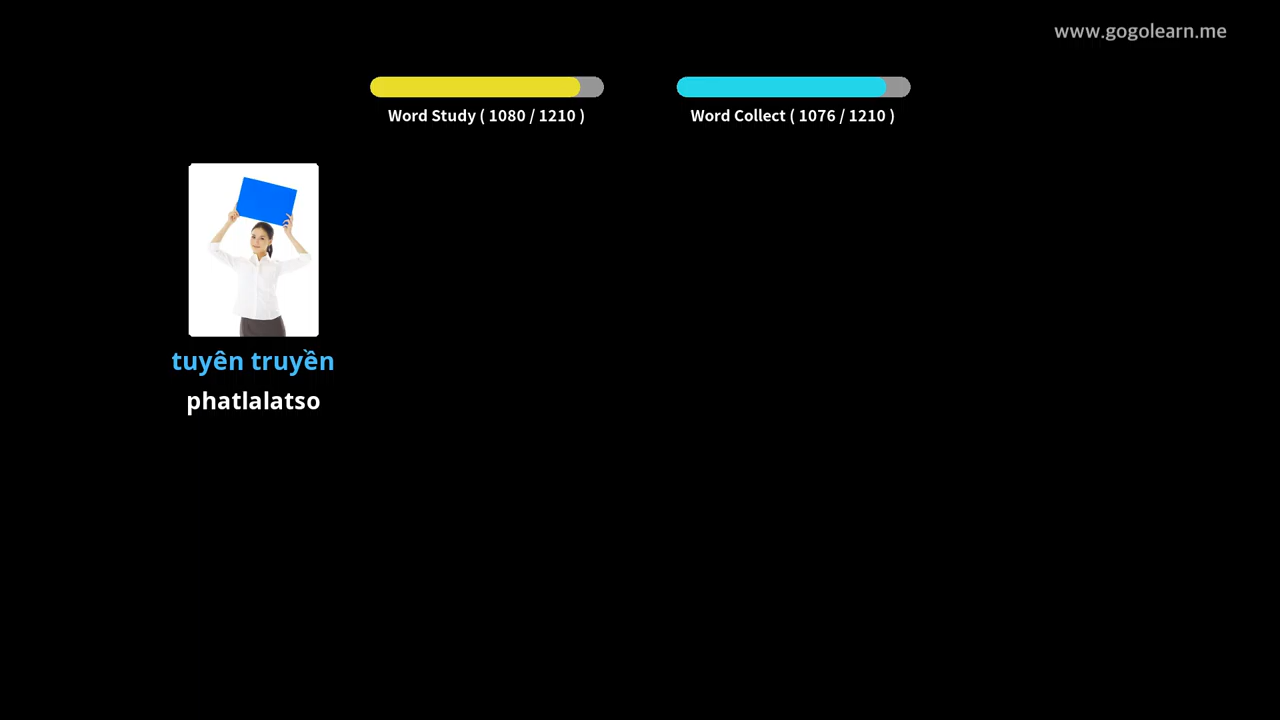 www.gogolearn.me
Word Study ( 1080 / 1210 )
Word Collect ( 1076 / 1210 )
tuyên truyền
phatlalatso